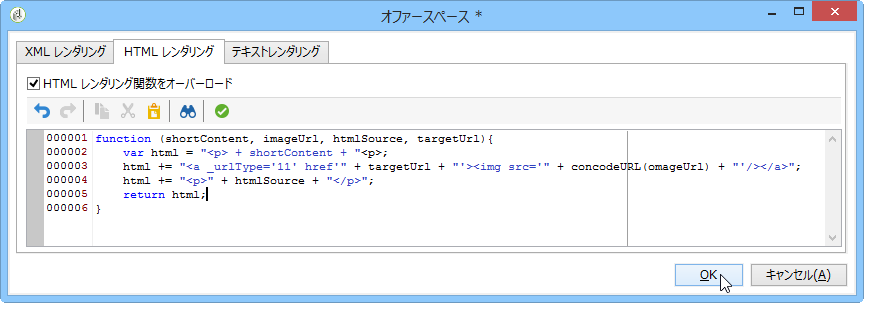 オファースペース *
XML レンダリング HTML レンダリング テキストレンダリング
HTML レンダリング関数をオーバーロード
000001 function (shortContent, imageUrl, htmlSource, targetUrl){
000002 var html = "<p> + shortContent + "<p>;
000003 html += "<a _urlType='11' href'" + targetUrl + "'><img src='" + concodeURL(omageUrl) + "'/></a>";
000004 html += "<p>" + htmlSource + "</p>";
000005 return html;
000006 }
OK キャンセル(A)